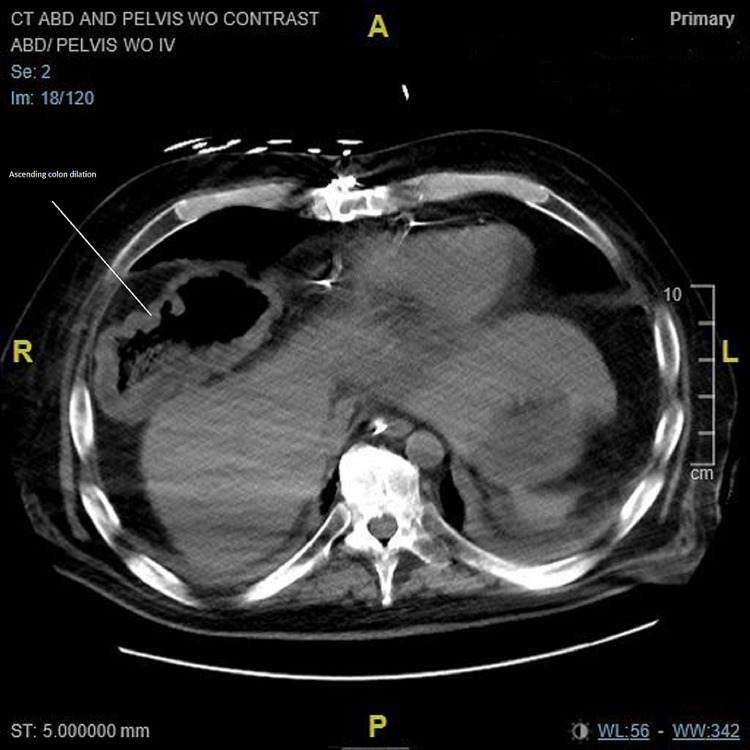 CT ABD AND PELVIS WO CONTRAST
ABD/ PELVIS WO IV
Se: 2
Im: 18/120
Primary
A
Ascending colon dilation
10
R
L
cm
ST: 5.000000 mm
P
WL:56 - WW:342